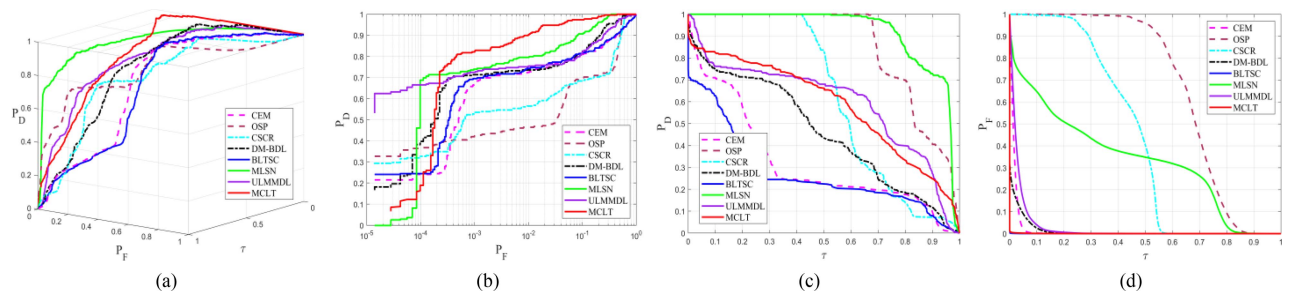 1
0.8
0.6
0.4
0.2
0
P_D
0.2
0.4
0.6
0.8
1
P_F
1
0.5
0
τ
CEM
OSP
CSCR
DM-BDL
BLTSC
MLSN
ULMMDL
MCLT
(a)
1
0.9
0.8
0.7
0.6
0.5
0.4
0.3
0.2
0.1
0
P_D
10^-5
10^-4
10^-3
10^-2
10^-1
10^0
P_F
CEM
OSP
CSCR
DM-BDL
BLTSC
MLSN
ULMMDL
MCLT
(b)
1
0.9
0.8
0.7
0.6
0.5
0.4
0.3
0.2
0.1
0
P_D
0 0.1 0.2 0.3 0.4 0.5 0.6 0.7 0.8 0.9 1
τ
CEM
OSP
CSCR
DM-BDL
BLTSC
MLSN
ULMMDL
MCLT
(c)
1
0.9
0.8
0.7
0.6
0.5
0.4
0.3
0.2
0.1
0
P_F
0 0.1 0.2 0.3 0.4 0.5 0.6 0.7 0.8 0.9 1
τ
CEM
OSP
CSCR
DM-BDL
BLTSC
MLSN
ULMMDL
MCLT
(d)